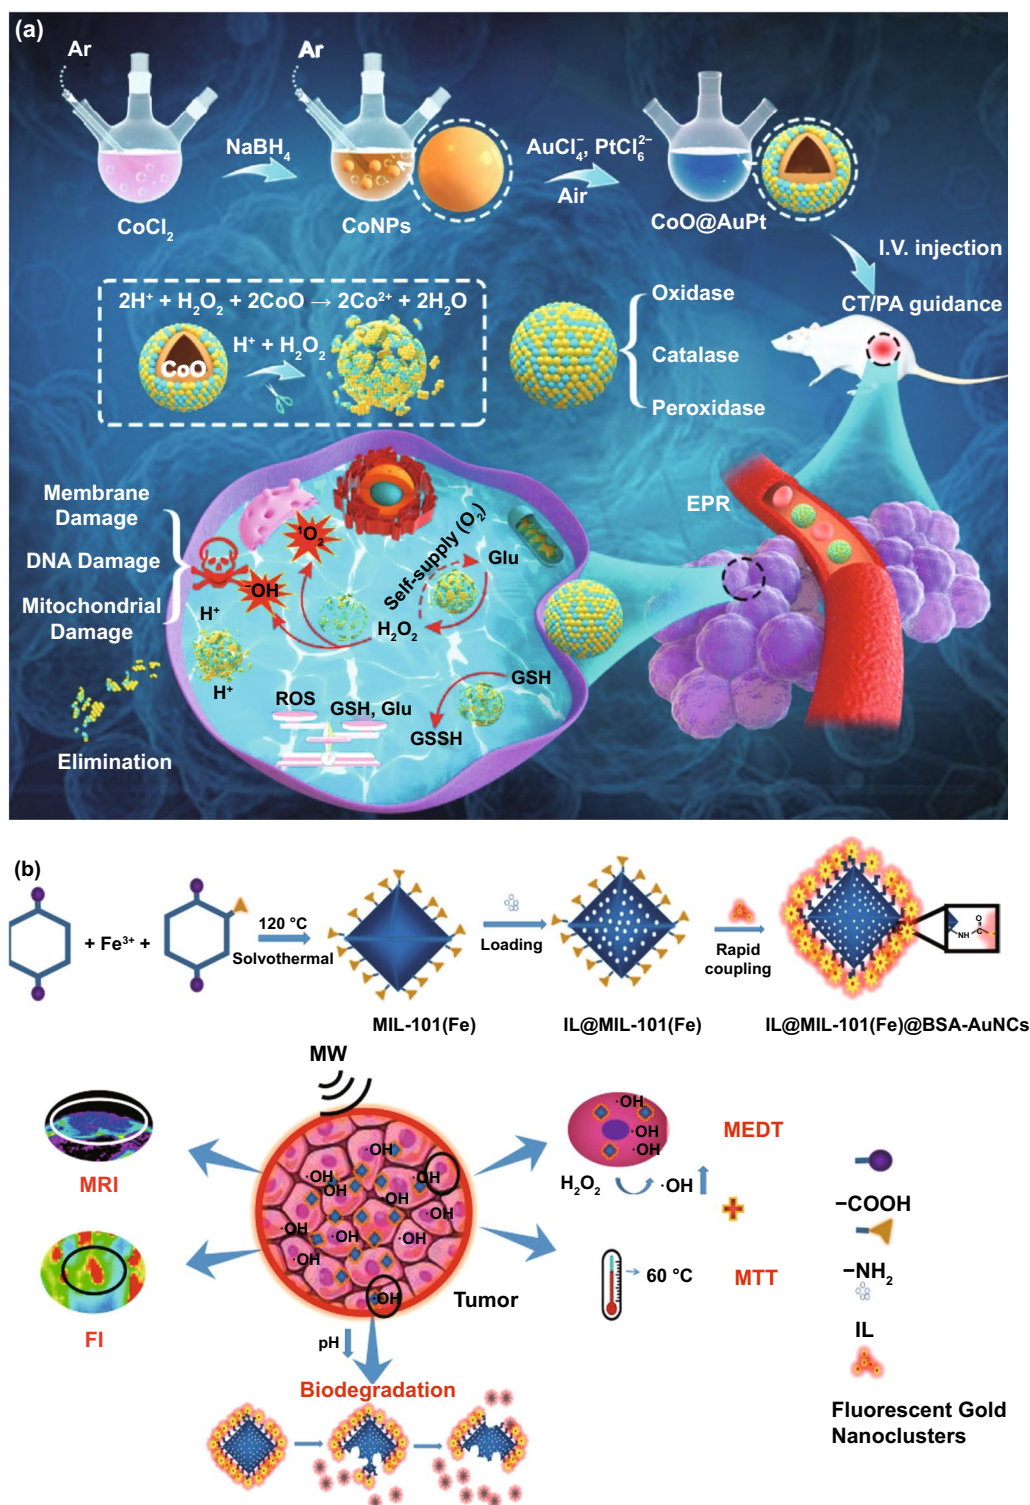 (a)
Ar
Ar
NaBH₄
AuCl₄⁻, PtCl₆²⁻
Air
CoCl₂
CoNPs
CoO@AuPt
I.V. injection
CT/PA guidance
2H⁺ + H₂O₂ + 2CoO → 2Co²⁺ + 2H₂O
H⁺ + H₂O₂
CoO
Oxidase
Catalase
Peroxidase
EPR
Membrane
Damage
DNA Damage
Mitochondrial
Damage
Elimination
¹O₂
·OH
H⁺
H⁺
Self-supply (O₂)
Glu
H₂O₂
GSH
GSSH
ROS
GSH, Glu
(b)
+ Fe³⁺ +
120 °C
Solvothermal
Loading
Rapid
coupling
NH
C
O
MIL-101(Fe)
IL@MIL-101(Fe)
IL@MIL-101(Fe)@BSA-AuNCs
MW
MRI
FI
·OH
·OH
·OH
·OH
·OH
·OH
·OH
·OH
·OH
Tumor
pH
Biodegradation
·OH
·OH
·OH
H₂O₂
·OH
MEDT
60 °C
MTT
−COOH
−NH₂
IL
Fluorescent Gold
Nanoclusters